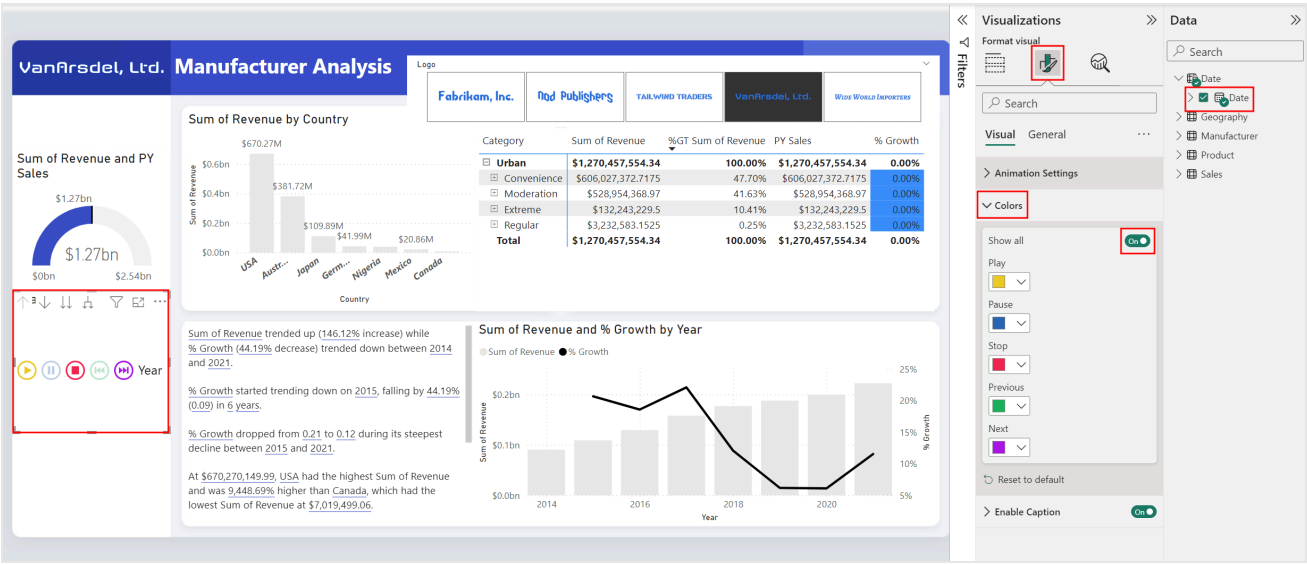 VanArsdel, Ltd.
Manufacturer Analysis
Logo
Fabrikam, Inc.
Nod Publishers
TAILWIND TRADERS
VanArsdel, Ltd.
WIDE WORLD IMPORTERS
Sum of Revenue and PY
Sales
$1.27bn
$1.27bn
$0bn
$2.54bn
Year
Sum of Revenue by Country
Sum of Revenue
$0.6bn
$0.4bn
$0.2bn
$0.0bn
$670.27M
$381.72M
$109.89M
$41.99M
$20.86M
USA
Austr...
Japan
Germ...
Nigeria
Mexico
Canada
Country
Category Sum of Revenue %GT Sum of Revenue PY Sales % Growth
Urban $1,270,457,554.34 100.00% $1,270,457,554.34 0.00%
Convenience $606,027,372.7175 47.70% $606,027,372.7175 0.00%
Moderation $528,954,368.97 41.63% $528,954,368.97 0.00%
Extreme $132,243,229.5 10.41% $132,243,229.5 0.00%
Regular $3,232,583.1525 0.25% $3,232,583.1525 0.00%
Total $1,270,457,554.34 100.00% $1,270,457,554.34 0.00%
Sum of Revenue trended up (146.12% increase) while
% Growth (44.19% decrease) trended down between 2014
and 2021.
% Growth started trending down on 2015, falling by 44.19%
(0.09) in 6 years.
% Growth dropped from 0.21 to 0.12 during its steepest
decline between 2015 and 2021.
At $670,270,149.99, USA had the highest Sum of Revenue
and was 9,448.69% higher than Canada, which had the
lowest Sum of Revenue at $7,019,499.06.
Sum of Revenue and % Growth by Year
Sum of Revenue % Growth
Sum of Revenue
$0.2bn
$0.1bn
$0.0bn
2014
2016
2018
2020
Year
25%
20%
15%
10%
5%
% Growth
Filters
Visualizations
Format visual
Search
Visual General
Animation Settings
Colors
Show all On
Play
Pause
Stop
Previous
Next
Reset to default
Enable Caption On
Data
Search
Date
Date
Geography
Manufacturer
Product
Sales